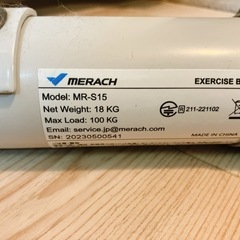 MERACH
EXERCISE B
Model: MR-S15
Net Weight: 18 KG
Max Load: 100 KG
Email: service.jp@merach.com
SN: 20230500541
211-221102
MADE IN CHINA